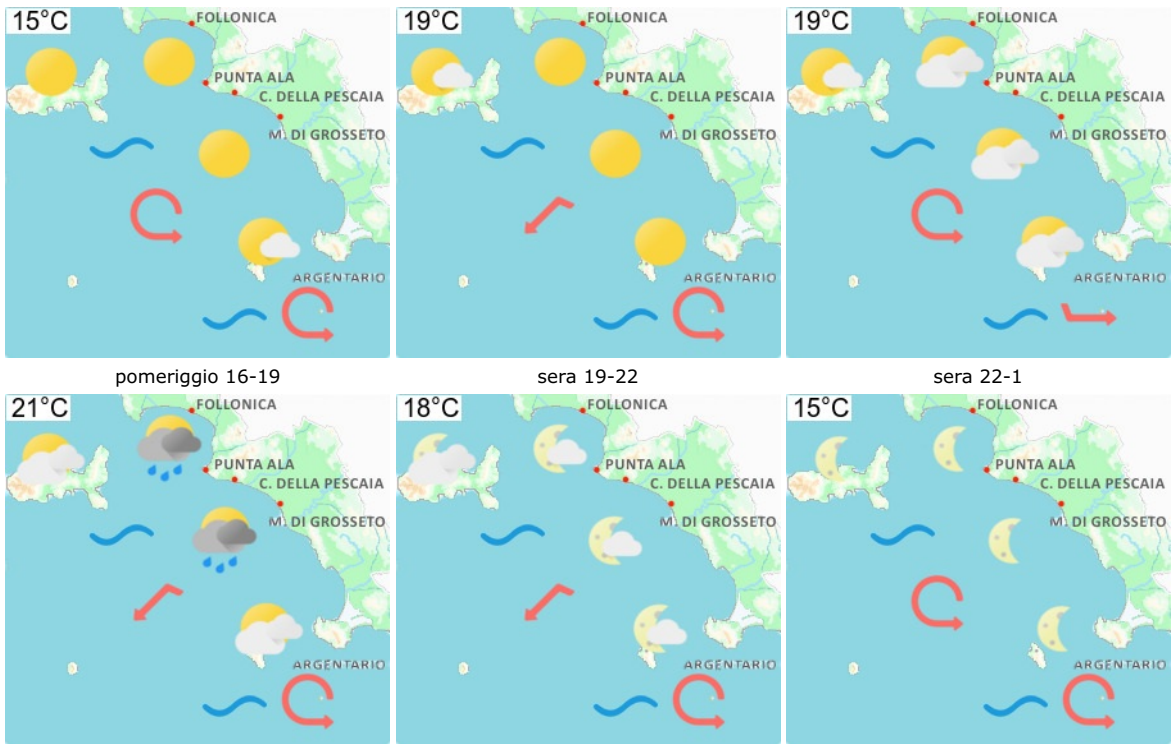 15°C
FOLLONICA
PUNTA ALA
C. DELLA PESCAIA
M. DI GROSSETO
ARGENTARIO
19°C
FOLLONICA
PUNTA ALA
C. DELLA PESCAIA
M. DI GROSSETO
ARGENTARIO
19°C
FOLLONICA
PUNTA ALA
C. DELLA PESCAIA
M. DI GROSSETO
ARGENTARIO
pomeriggio 16-19
sera 19-22
sera 22-1
21°C
FOLLONICA
PUNTA ALA
C. DELLA PESCAIA
M. DI GROSSETO
ARGENTARIO
18°C
FOLLONICA
PUNTA ALA
C. DELLA PESCAIA
M. DI GROSSETO
ARGENTARIO
15°C
FOLLONICA
PUNTA ALA
C. DELLA PESCAIA
M. DI GROSSETO
ARGENTARIO